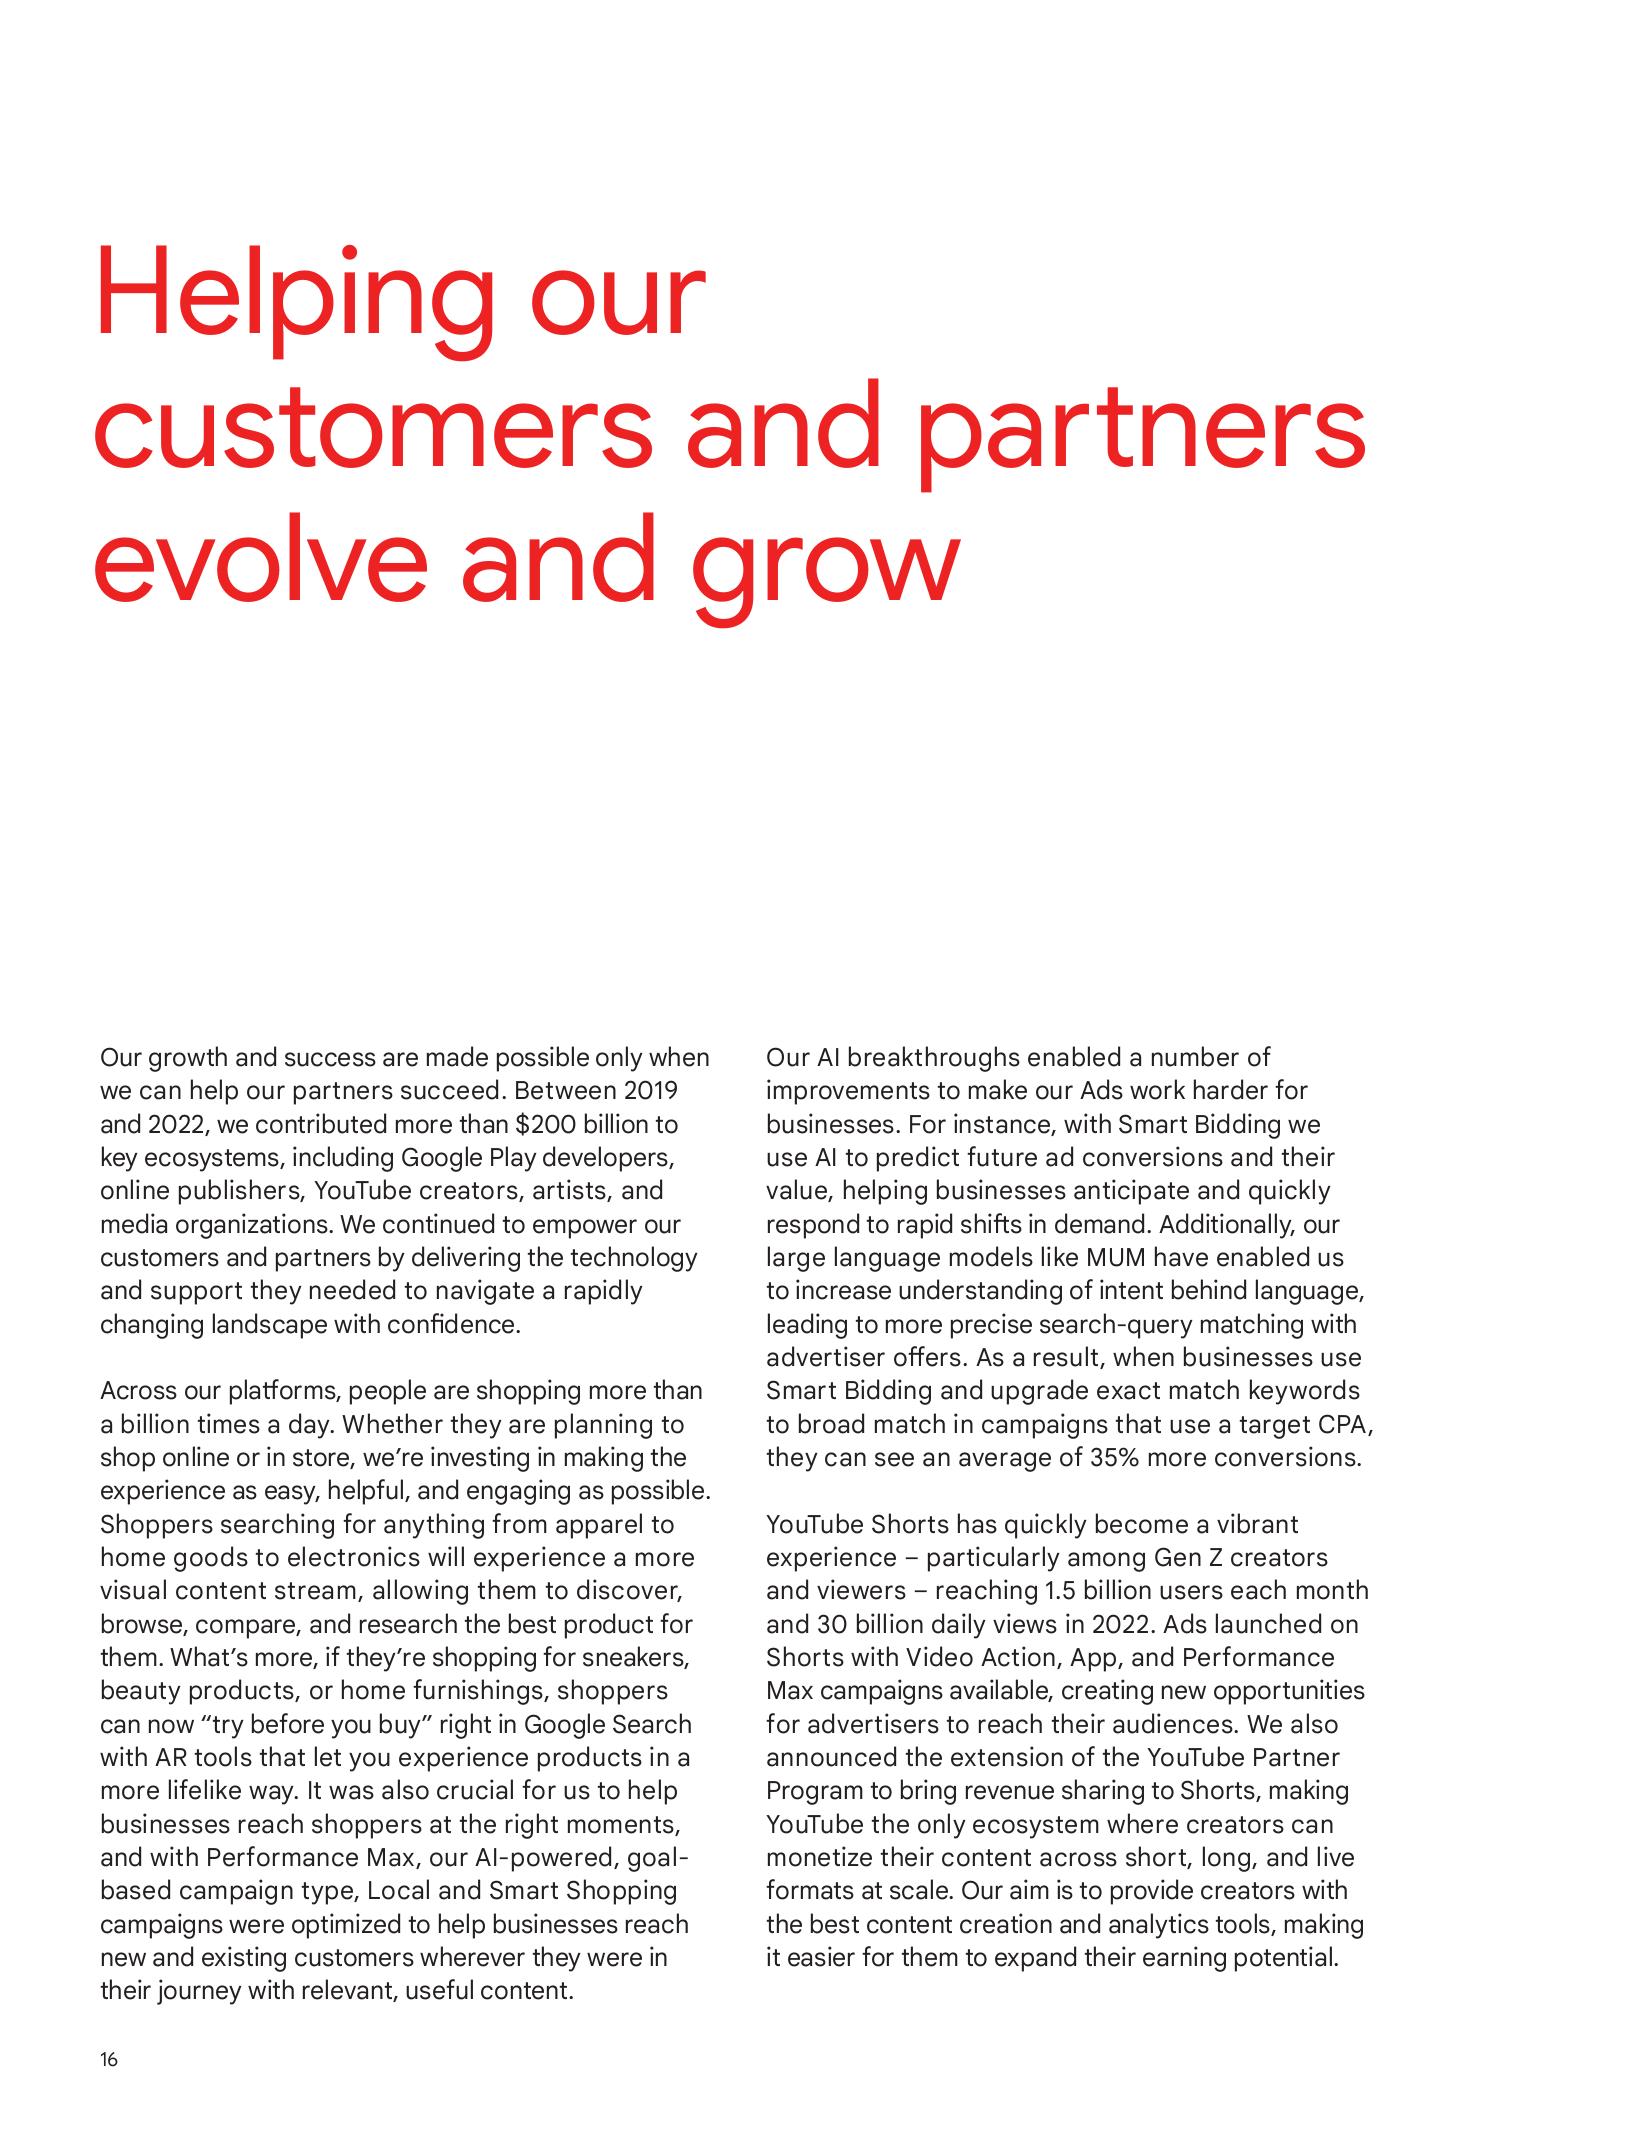 Helping our
customers and partners
evolve and grow
Our growth and success are made possible only when
we can help our partners succeed. Between 2019
and 2022, we contributed more than $200 billion to
key ecosystems, including Google Play developers,
online publishers, YouTube creators, artists, and
media organizations. We continued to empower our
customers and partners by delivering the technology
and support they needed to navigate a rapidly
changing landscape with confidence.
Across our platforms, people are shopping more than
a billion times a day. Whether they are planning to
shop online or in store, we’re investing in making the
experience as easy, helpful, and engaging as possible.
Shoppers searching for anything from apparel to
home goods to electronics will experience a more
visual content stream, allowing them to discover,
browse, compare, and research the best product for
them. What’s more, if they’re shopping for sneakers,
beauty products, or home furnishings, shoppers
can now “try before you buy” right in Google Search
with AR tools that let you experience products in a
more lifelike way. It was also crucial for us to help
businesses reach shoppers at the right moments,
and with Performance Max, our AI-powered, goal-
based campaign type, Local and Smart Shopping
campaigns were optimized to help businesses reach
new and existing customers wherever they were in
their journey with relevant, useful content.
Our AI breakthroughs enabled a number of
improvements to make our Ads work harder for
businesses. For instance, with Smart Bidding we
use AI to predict future ad conversions and their
value, helping businesses anticipate and quickly
respond to rapid shifts in demand. Additionally, our
large language models like MUM have enabled us
to increase understanding of intent behind language,
leading to more precise search-query matching with
advertiser offers. As a result, when businesses use
Smart Bidding and upgrade exact match keywords
to broad match in campaigns that use a target CPA,
they can see an average of 35% more conversions.
YouTube Shorts has quickly become a vibrant
experience – particularly among Gen Z creators
and viewers – reaching 1.5 billion users each month
and 30 billion daily views in 2022. Ads launched on
Shorts with Video Action, App, and Performance
Max campaigns available, creating new opportunities
for advertisers to reach their audiences. We also
announced the extension of the YouTube Partner
Program to bring revenue sharing to Shorts, making
YouTube the only ecosystem where creators can
monetize their content across short, long, and live
formats at scale. Our aim is to provide creators with
the best content creation and analytics tools, making
it easier for them to expand their earning potential.
16